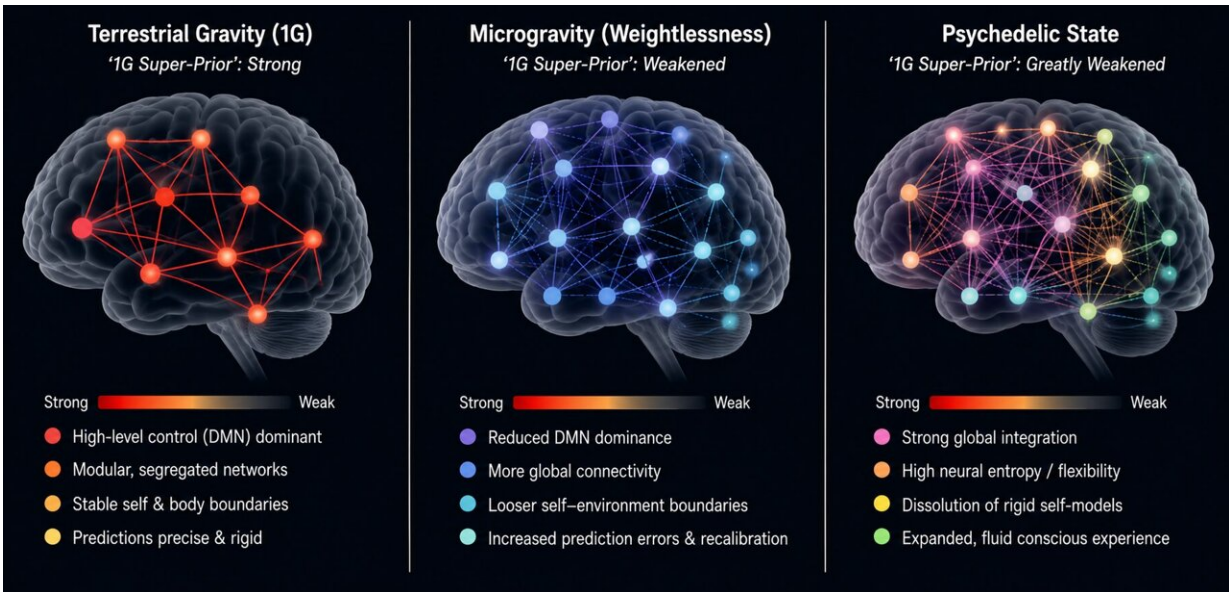 Terrestrial Gravity (1G)
'1G Super-Prior': Strong
Strong Weak
High-level control (DMN) dominant
Modular, segregated networks
Stable self & body boundaries
Predictions precise & rigid
Microgravity (Weightlessness)
'1G Super-Prior': Weakened
Strong Weak
Reduced DMN dominance
More global connectivity
Looser self–environment boundaries
Increased prediction errors & recalibration
Psychedelic State
'1G Super-Prior': Greatly Weakened
Strong Weak
Strong global integration
High neural entropy / flexibility
Dissolution of rigid self-models
Expanded, fluid conscious experience